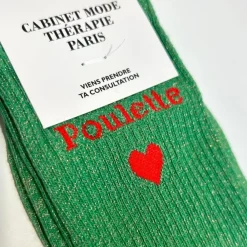 CABINET MODE
THÉRAPIE
PARIS
VIENS PRENDRE
TA CONSULTATION
Poulette